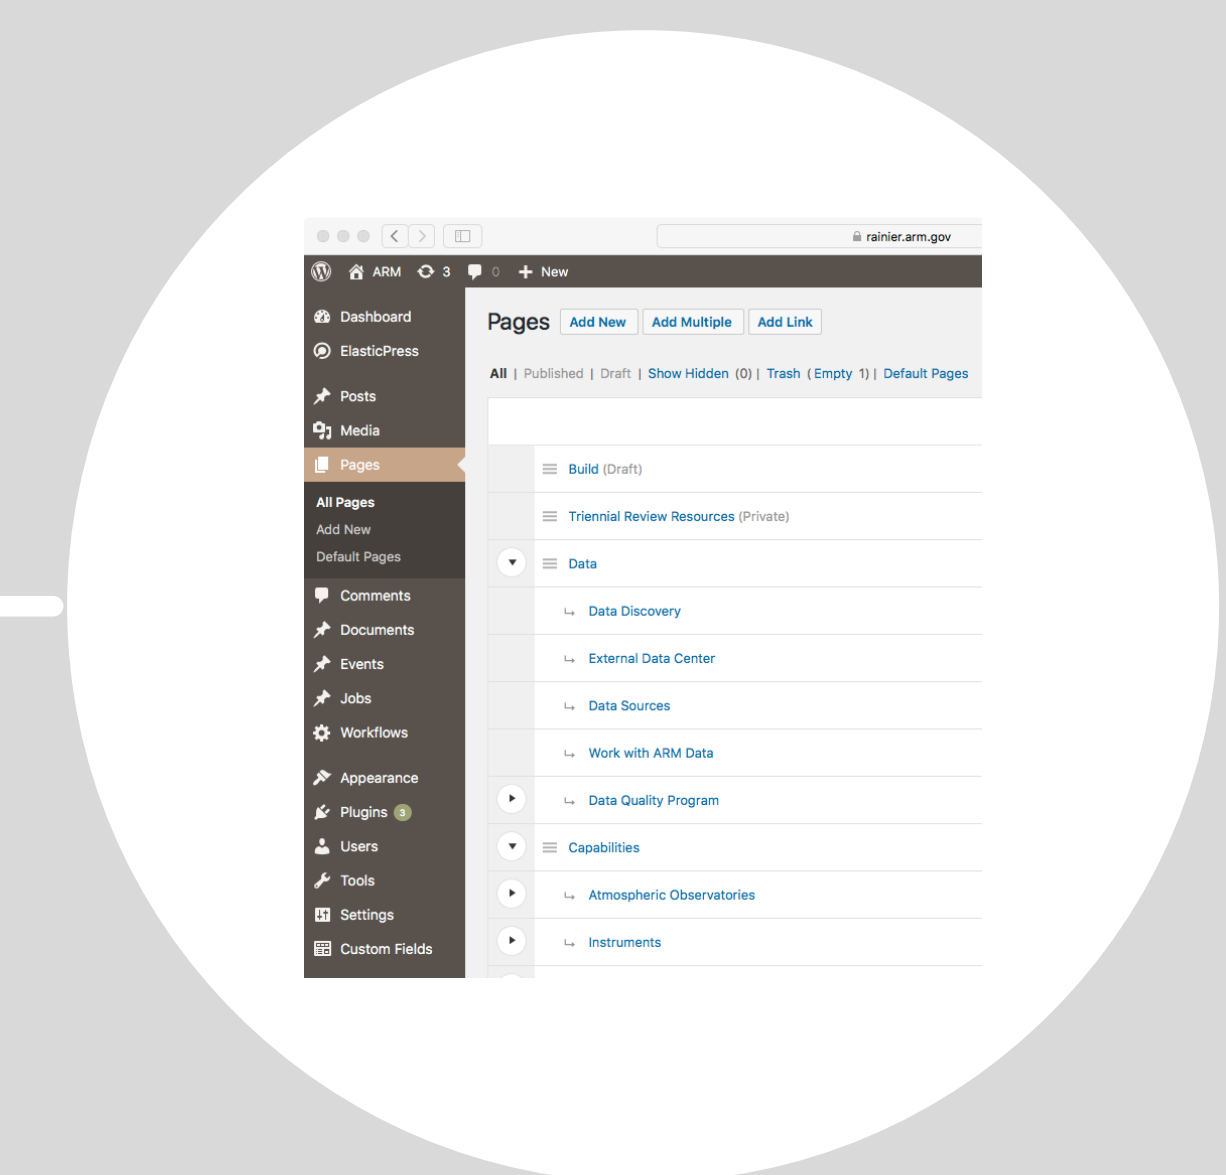 rainier.arm.gov
ARM 3 0 + New
Dashboard
ElasticPress
Posts
Media
Pages
All Pages
Add New
Default Pages
Comments
Documents
Events
Jobs
Workflows
Appearance
Plugins 3
Users
Tools
Settings
Custom Fields
Pages Add New Add Multiple Add Link
All | Published | Draft | Show Hidden (0) | Trash (Empty 1) | Default Pages
Build (Draft)
Triennial Review Resources (Private)
Data
Data Discovery
External Data Center
Data Sources
Work with ARM Data
Data Quality Program
Capabilities
Atmospheric Observatories
Instruments